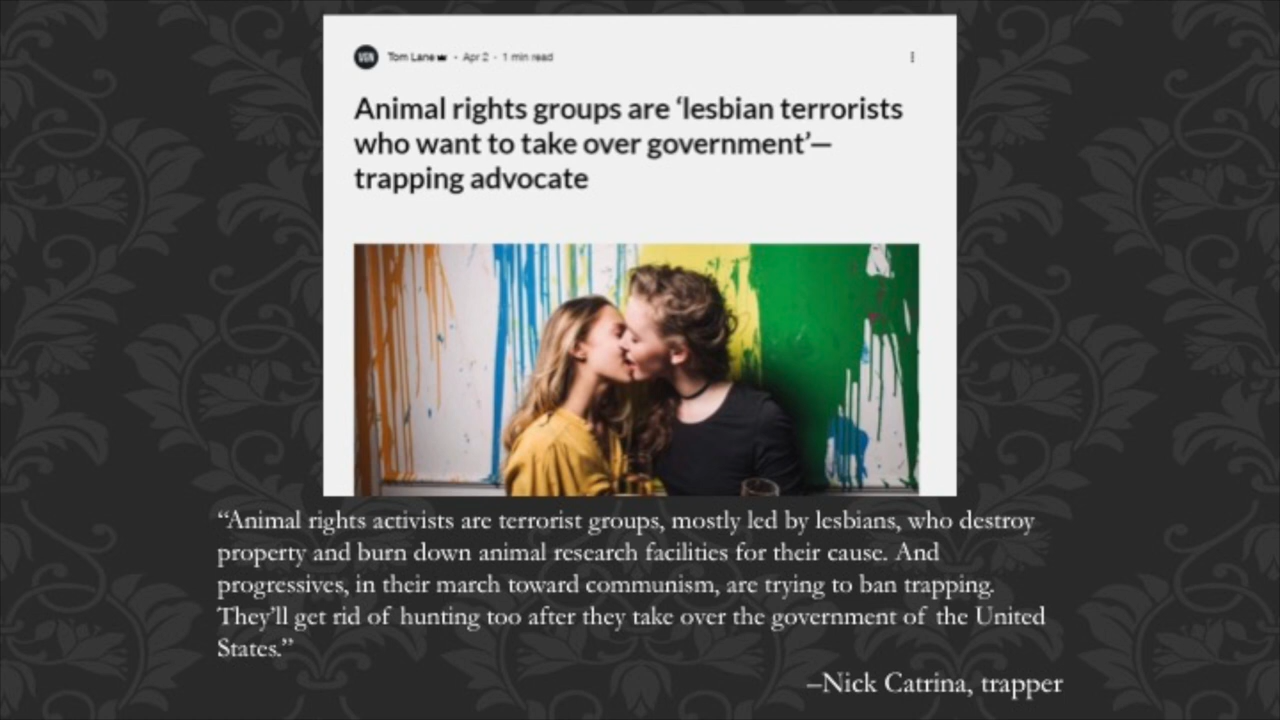 VGN Tom Lane • Apr 2 • 1 min read
Animal rights groups are ‘lesbian terrorists
who want to take over government’—
trapping advocate
“Animal rights activists are terrorist groups, mostly led by lesbians, who destroy
property and burn down animal research facilities for their cause. And
progressives, in their march toward communism, are trying to ban trapping.
They’ll get rid of hunting too after they take over the government of the United
States.”
–Nick Catrina, trapper